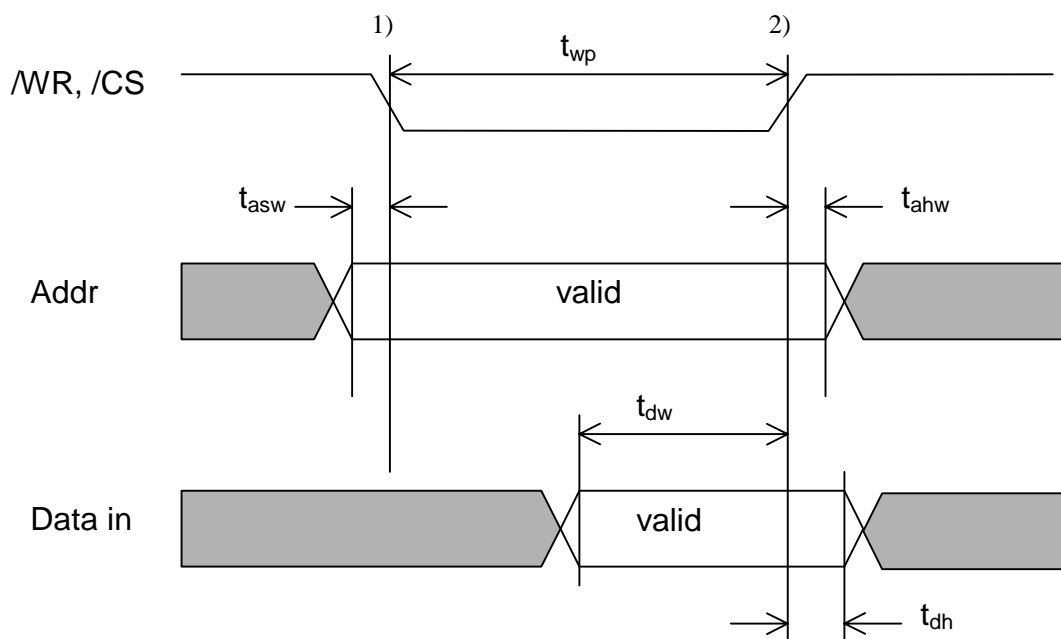 1)
2)
twp
/WR, /CS
tasw
tahw
Addr
valid
tdw
Data in
valid
tdh